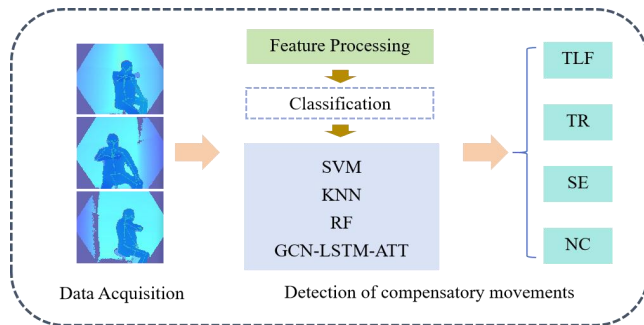 Feature Processing
Classification
SVM
KNN
RF
GCN-LSTM-ATT
TLF
TR
SE
NC
Data Acquisition
Detection of compensatory movements